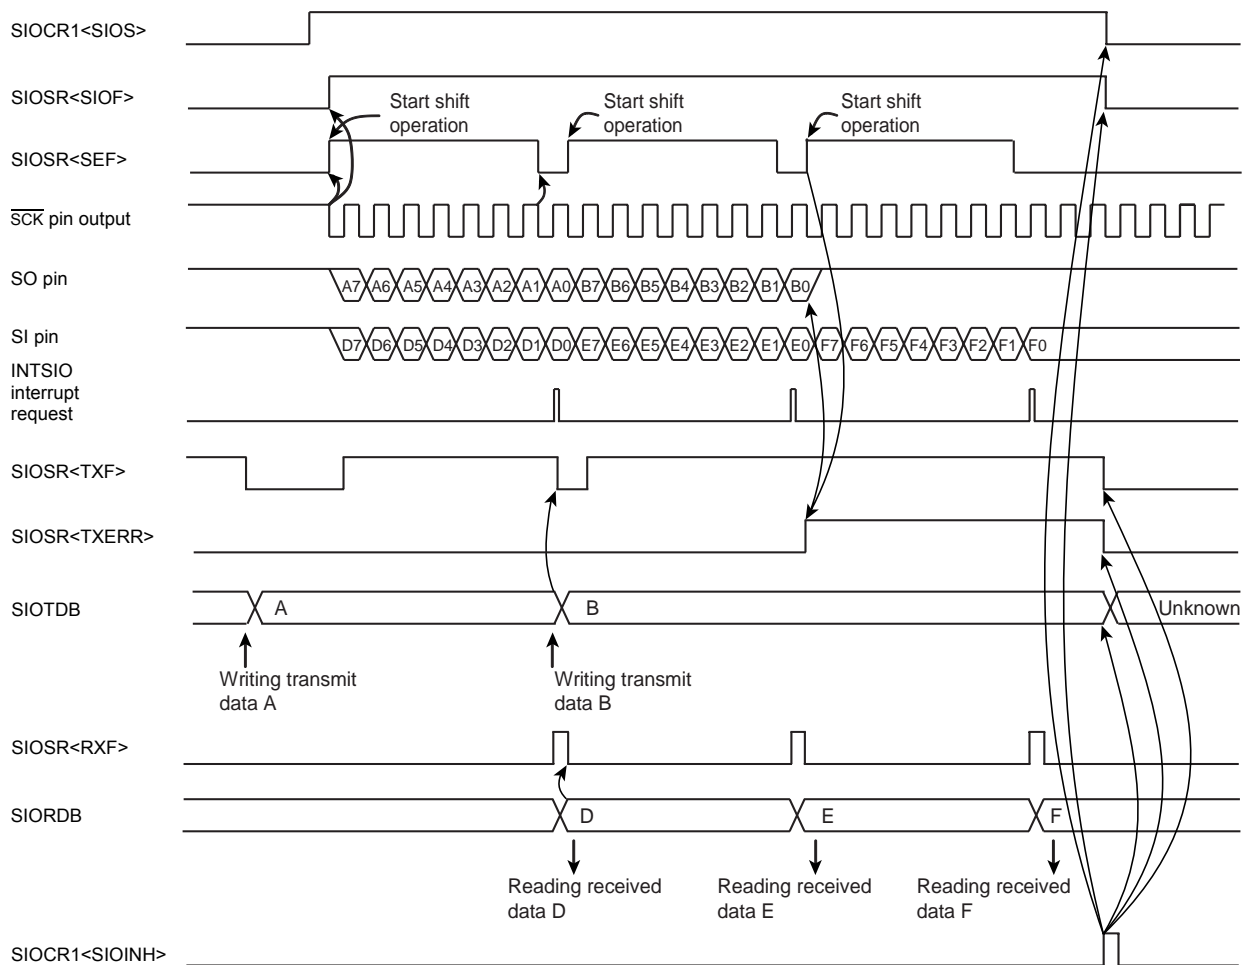 SIOCR1<SIOS>
SIOSR<SIOF>
Start shift
operation
Start shift
operation
Start shift
operation
SIOSR<SEF>
SCK pin output
SO pin
A7 A6 A5 A4 A3 A2 A1 A0 B7 B6 B5 B4 B3 B2 B1 B0
SI pin
D7 D6 D5 D4 D3 D2 D1 D0 E7 E6 E5 E4 E3 E2 E1 E0 F7 F6 F5 F4 F3 F2 F1 F0
INTSIO
interrupt
request
SIOSR<TXF>
SIOSR<TXERR>
SIOTDB
A
B
Unknown
Writing transmit
data A
Writing transmit
data B
SIOSR<RXF>
SIORDB
D
E
F
Reading received
data D
Reading received
data E
Reading received
data F
SIOCR1<SIOINH>